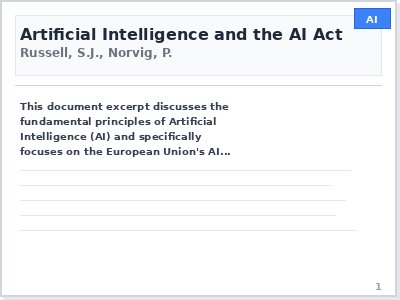 AI
Artificial Intelligence and the AI Act
Russell, S.J., Norvig, P.
This document excerpt discusses the
fundamental principles of Artificial
Intelligence (AI) and specifically
focuses on the European Union's AI...
1